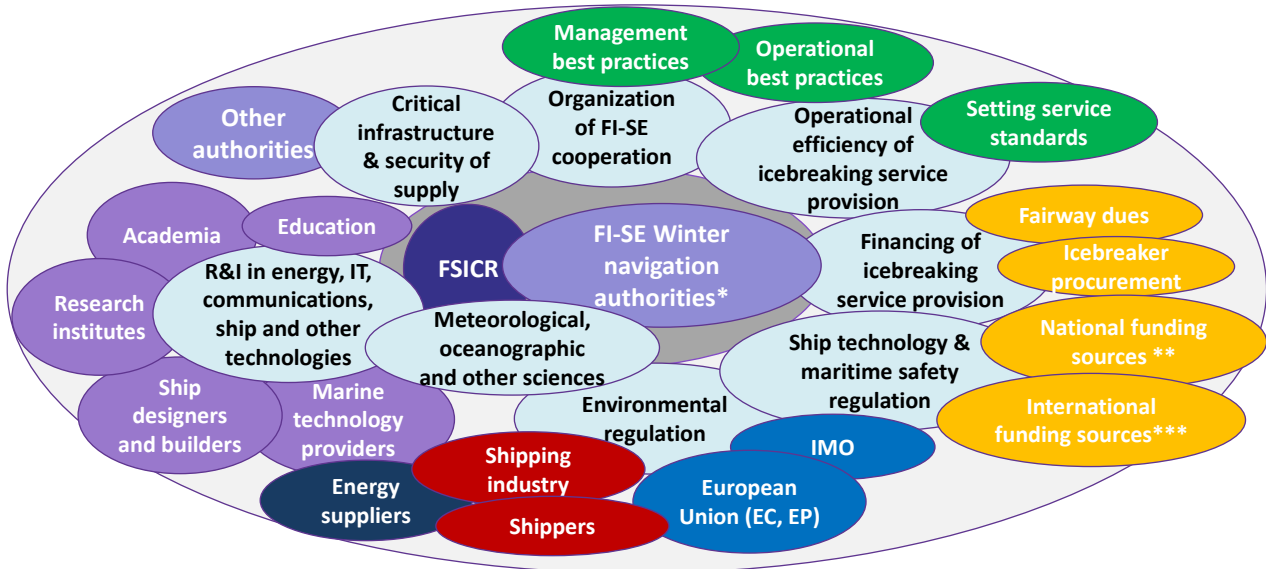 Management
best practices
Operational
best practices
Setting service
standards
Other
authorities
Critical
infrastructure
& security of
supply
Organization
of FI-SE
cooperation
Operational
efficiency of
icebreaking service
provision
Academia
Education
FSICR
FI-SE Winter
navigation
authorities*
Financing of
icebreaking
service provision
Fairway dues
Icebreaker
procurement
National funding
sources **
International
funding sources***
Research
institutes
R&I in energy, IT,
communications,
ship and other
technologies
Meteorological,
oceanographic
and other sciences
Ship technology &
maritime safety
regulation
Ship
designers
and builders
Marine
technology
providers
Environmental
regulation
IMO
Energy
suppliers
Shipping
industry
Shippers
European
Union (EC, EP)